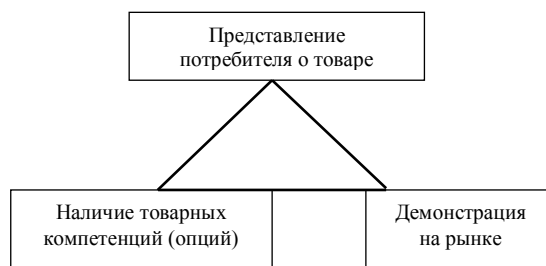 Представление
потребителя о товаре
Наличие товарных
компетенций (опций)
Демонстрация
на рынке